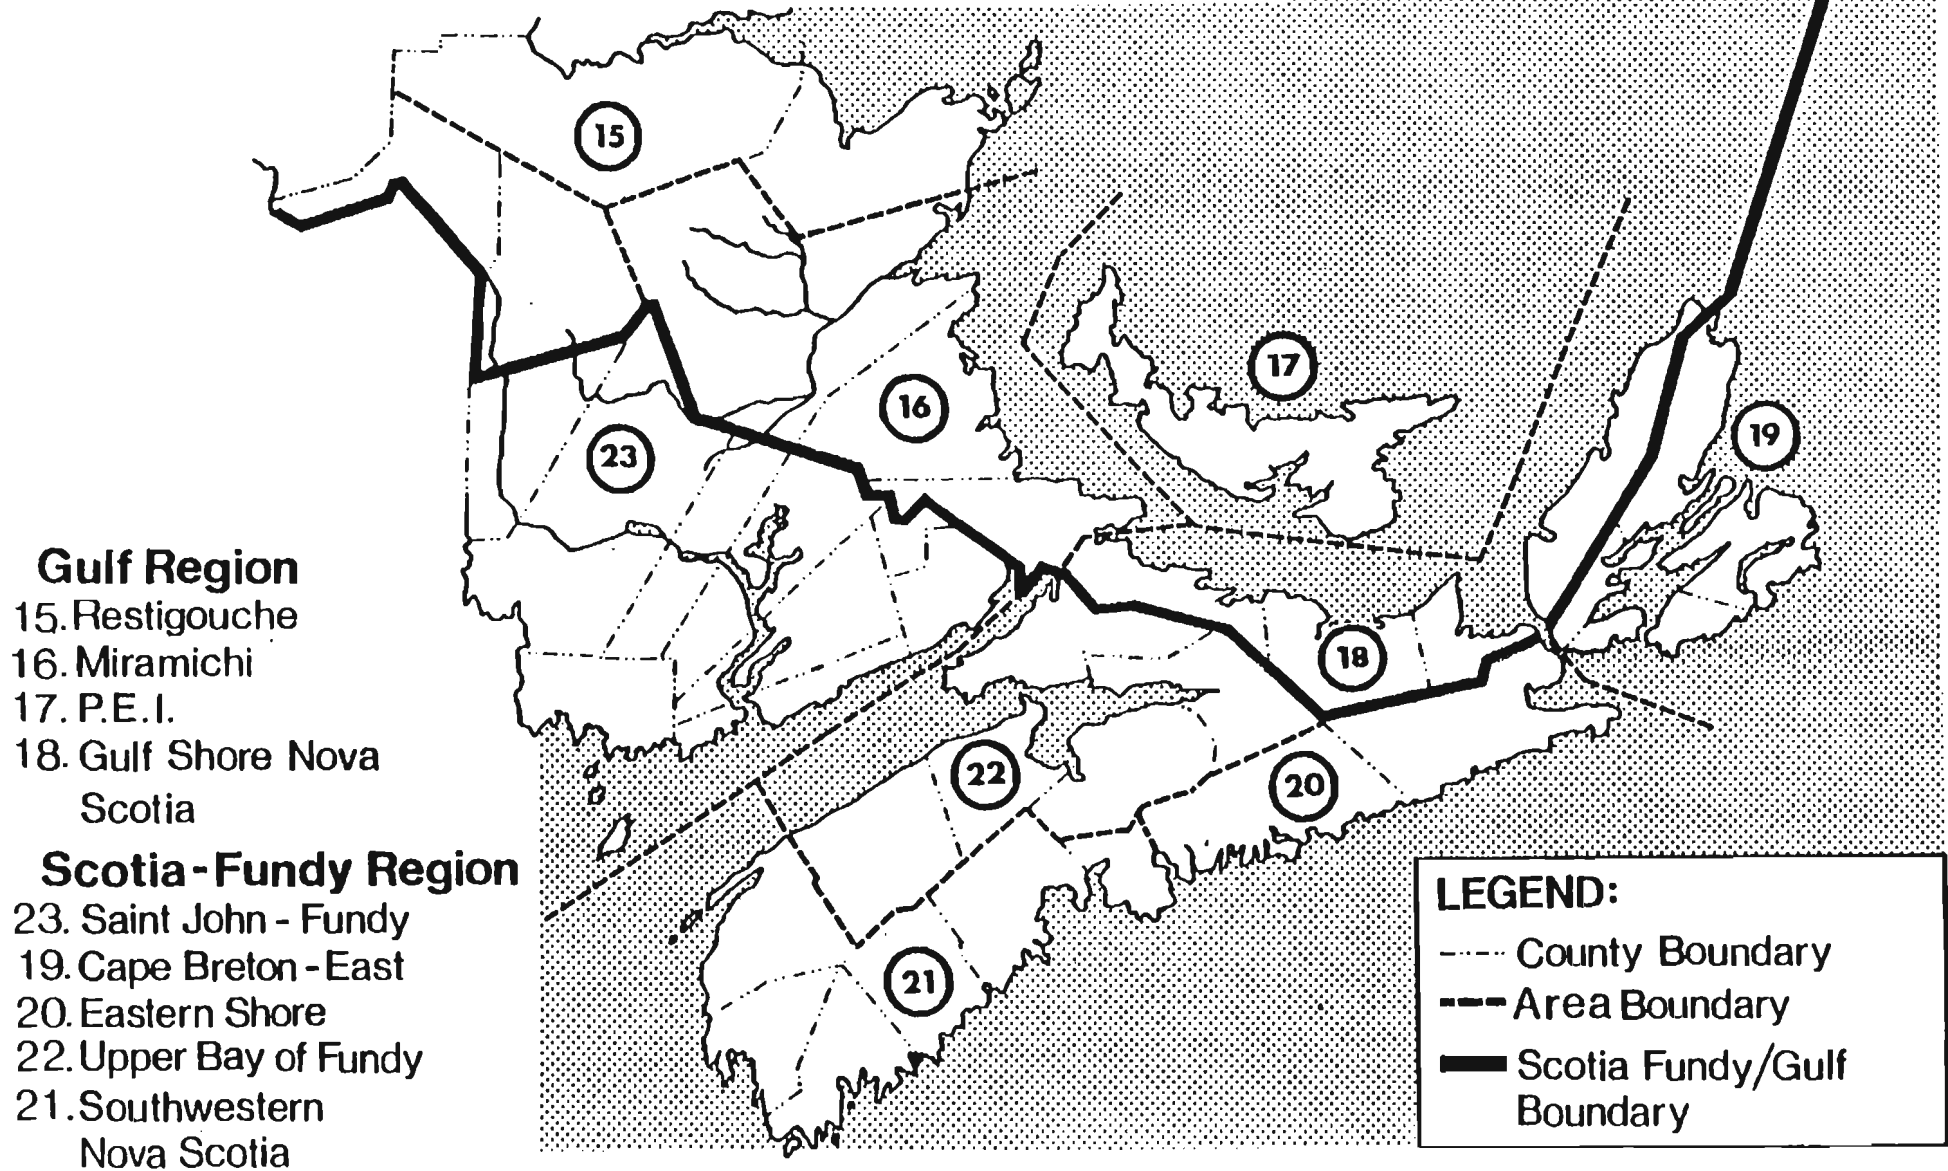 15
17
16
19
23
Gulf Region
15. Restigouche
16. Miramichi
17. P.E.I.
18. Gulf Shore Nova
Scotia
18
22
20
21
Scotia-Fundy Region
23. Saint John - Fundy
19. Cape Breton - East
20. Eastern Shore
22. Upper Bay of Fundy
21. Southwestern
Nova Scotia
LEGEND:
County Boundary
Area Boundary
Scotia Fundy/Gulf
Boundary